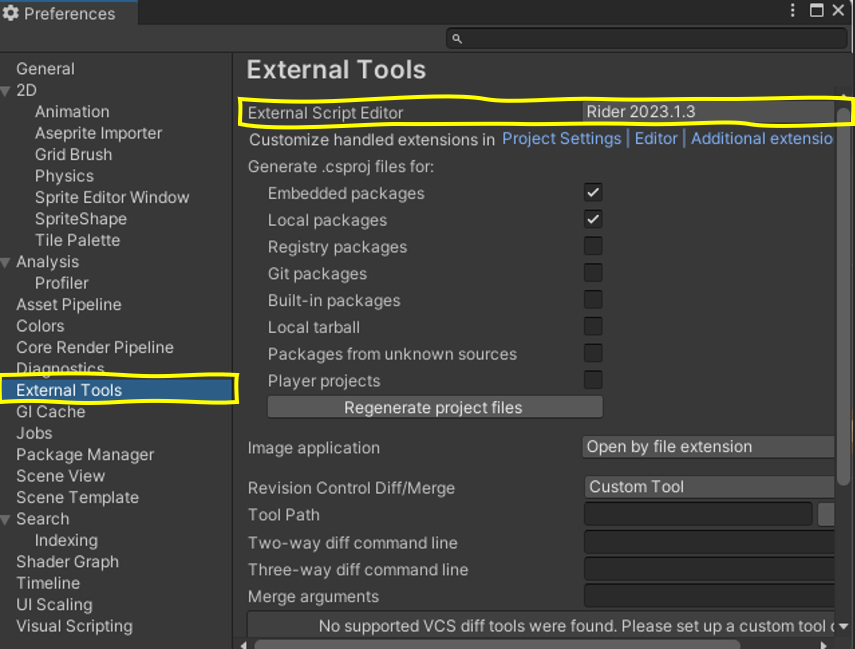 Preferences
General
2D
Animation
Aseprite Importer
Grid Brush
Physics
Sprite Editor Window
SpriteShape
Tile Palette
Analysis
Profiler
Asset Pipeline
Colors
Core Render Pipeline
Diagnostics
External Tools
GI Cache
Jobs
Package Manager
Scene View
Scene Template
Search
Indexing
Shader Graph
Timeline
UI Scaling
Visual Scripting
External Tools
External Script Editor Rider 2023.1.3
Customize handled extensions in Project Settings | Editor | Additional extensio
Generate .csproj files for:
Embedded packages
Local packages
Registry packages
Git packages
Built-in packages
Local tarball
Packages from unknown sources
Player projects
Regenerate project files
Image application Open by file extension
Revision Control Diff/Merge Custom Tool
Tool Path
Two-way diff command line
Three-way diff command line
Merge arguments
No supported VCS diff tools were found. Please set up a custom tool